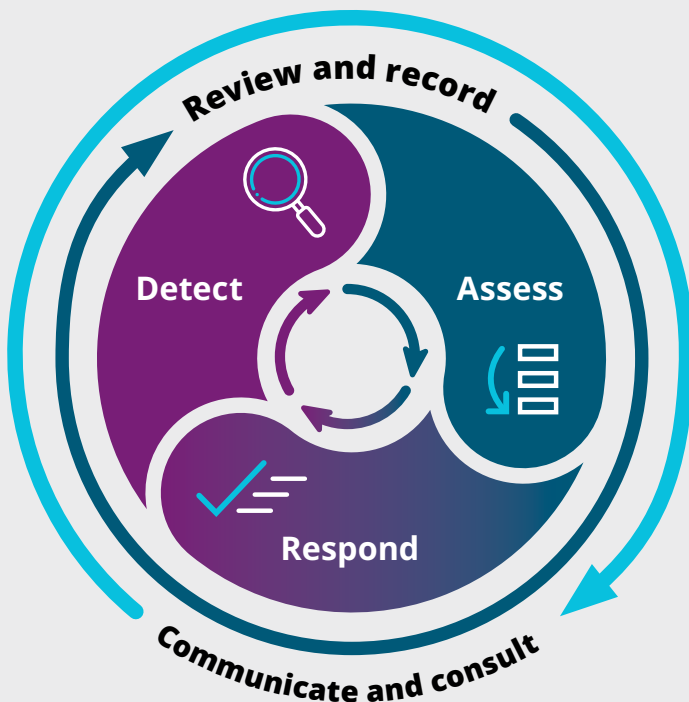 Review and record
Detect
Assess
Respond
Communicate and consult